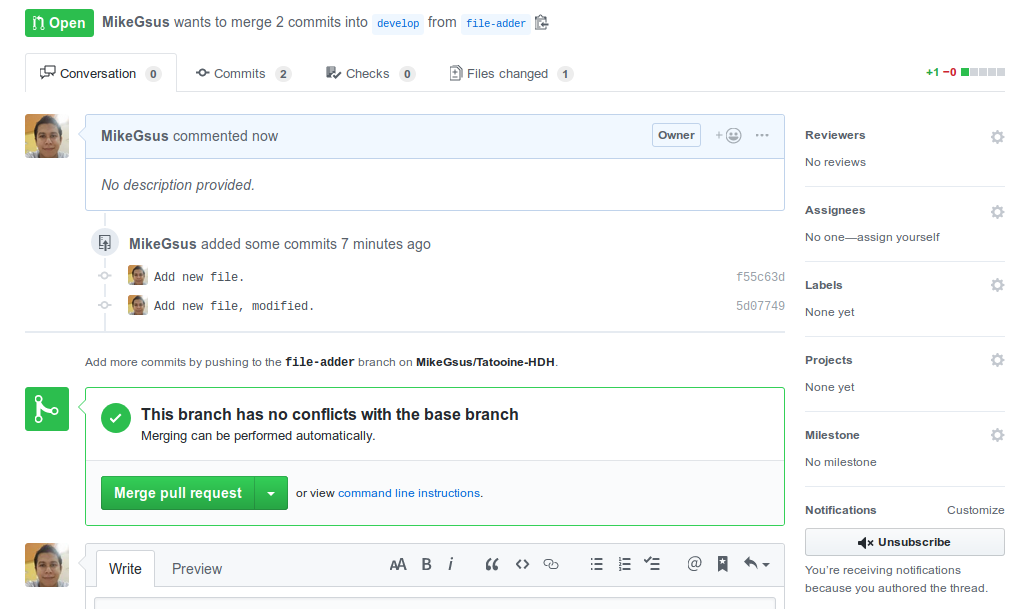 Open MikeGsus wants to merge 2 commits into develop from file-adder
Conversation 0 Commits 2 Checks 0 Files changed 1 +1 −0
MikeGsus commented now Owner + ...
No description provided.
MikeGsus added some commits 7 minutes ago
Add new file. f55c63d
Add new file, modified. 5d07749
Add more commits by pushing to the file-adder branch on MikeGsus/Tatooine-HDH.
This branch has no conflicts with the base branch
Merging can be performed automatically.
Merge pull request or view command line instructions.
Write Preview AA B i @
Reviewers
No reviews
Assignees
No one—assign yourself
Labels
None yet
Projects
None yet
Milestone
No milestone
Notifications Customize
Unsubscribe
You're receiving notifications
because you authored the thread.